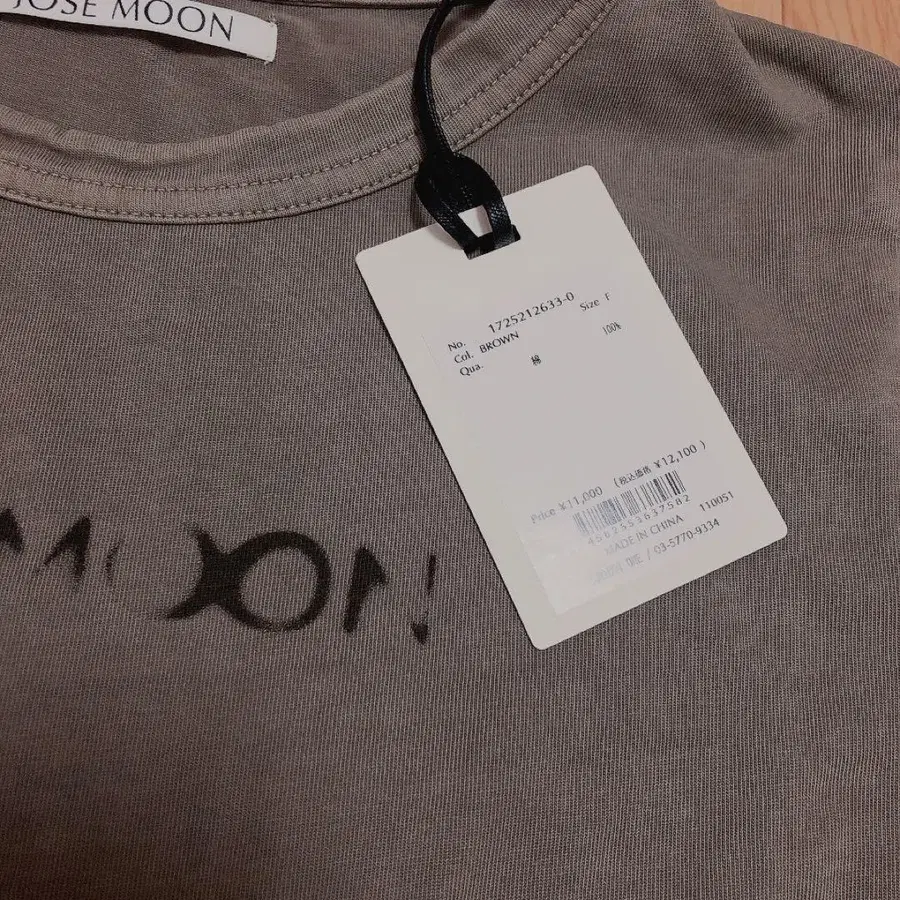 JOSE MOON
No. 1725212633-0 Size F
Col. BROWN
Qua. 綿 100%
Price ¥11,000 (税込価格 ¥12,100)
4562553637582
MADE IN CHINA 110051
/ 03-5770-9334